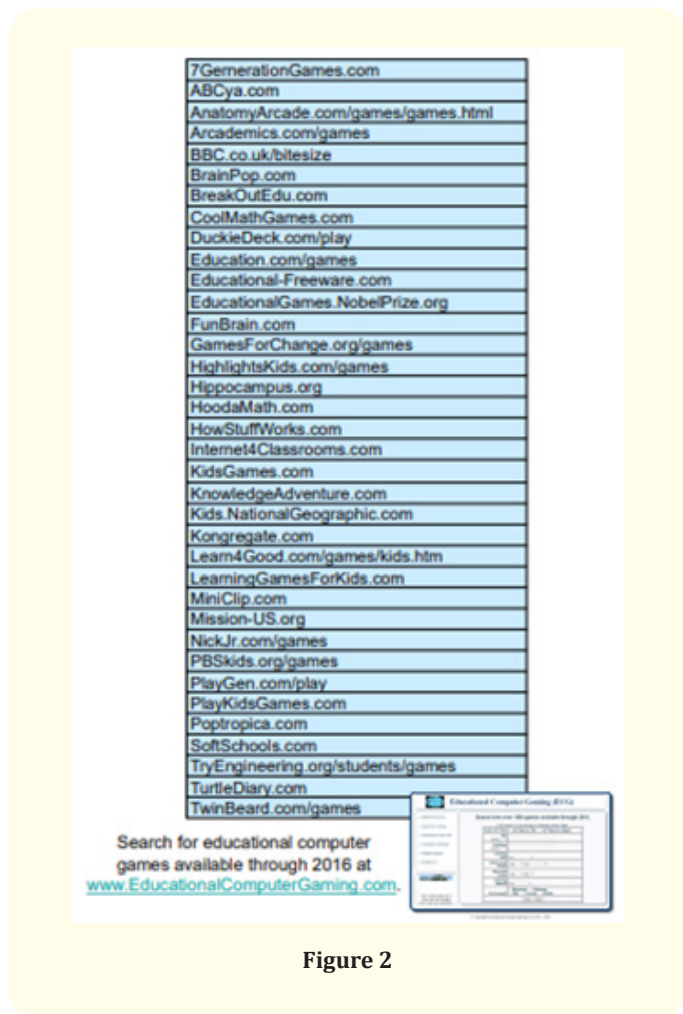 7GernerationGames.com
ABCya.com
AnatomyArcade.com/games/games.html
Arcademics.com/games
BBC.co.uk/bitesize
BrainPop.com
BreakOutEdu.com
CoolMathGames.com
DuckieDeck.com/play
Education.com/games
Educational-Freeware.com
EducationalGames.NobelPrize.org
FunBrain.com
GamesForChange.org/games
HighlightsKids.com/games
Hippocampus.org
HoodaMath.com
HowStuffWorks.com
Internet4Classrooms.com
KidsGames.com
KnowledgeAdventure.com
Kids.NationalGeographic.com
Kongregate.com
Learn4Good.com/games/kids.htm
LearningGamesForKids.com
MiniClip.com
Mission-US.org
NickJr.com/games
PBSkids.org/games
PlayGen.com/play
PlayKidsGames.com
Poptropica.com
SoftSchools.com
TryEngineering.org/students/games
TurtleDiary.com
TwinBeard.com/games
Educational Computer Gaming (ECG)
Search for educational computer
games available through 2016 at
www.EducationalComputerGaming.com.
Figure 2